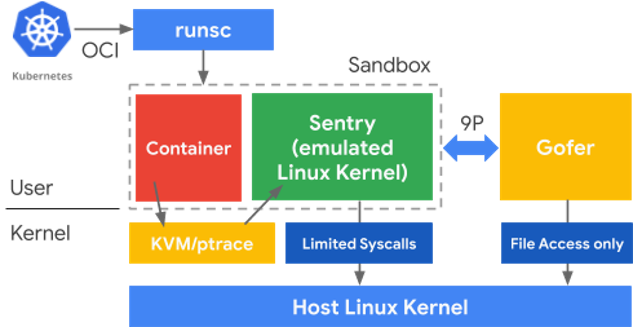 runsc
OCI
Kubernetes
Sandbox
Container
Sentry
(emulated
Linux Kernel)
9P
Gofer
User
Kernel
KVM/ptrace
Limited Syscalls
File Access only
Host Linux Kernel